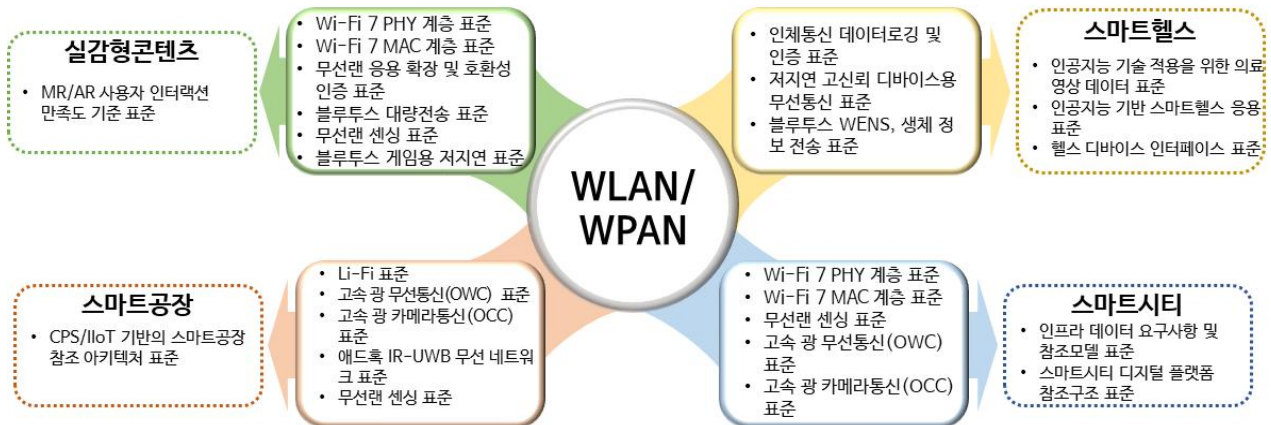 실감형콘텐츠
• MR/AR 사용자 인터랙션
만족도 기준 표준
• Wi-Fi 7 PHY 계층 표준
• Wi-Fi 7 MAC 계층 표준
• 무선랜 응용 확장 및 호환성
인증 표준
• 블루투스 대량전송 표준
• 무선랜 센싱 표준
• 블루투스 게임용 저지연 표준
• 인체통신 데이터로깅 및
인증 표준
• 저지연 고신뢰 디바이스용
무선통신 표준
• 블루투스 WENS, 생체 정
보 전송 표준
스마트헬스
• 인공지능 기술 적용을 위한 의료
영상 데이터 표준
• 인공지능 기반 스마트헬스 응용
표준
• 헬스 디바이스 인터페이스 표준
WLAN/
WPAN
스마트공장
• CPS/IIoT 기반의 스마트공장
참조 아키텍처 표준
• Li-Fi 표준
• 고속 광 무선통신(OWC) 표준
• 고속 광 카메라통신(OCC)
표준
• 애드혹 IR-UWB 무선 네트워
크 표준
• 무선랜 센싱 표준
• Wi-Fi 7 PHY 계층 표준
• Wi-Fi 7 MAC 계층 표준
• 무선랜 센싱 표준
• 고속 광 무선통신(OWC)
표준
• 고속 광 카메라통신(OCC)
표준
스마트시티
• 인프라 데이터 요구사항 및
참조모델 표준
• 스마트시티 디지털 플랫폼
참조구조 표준